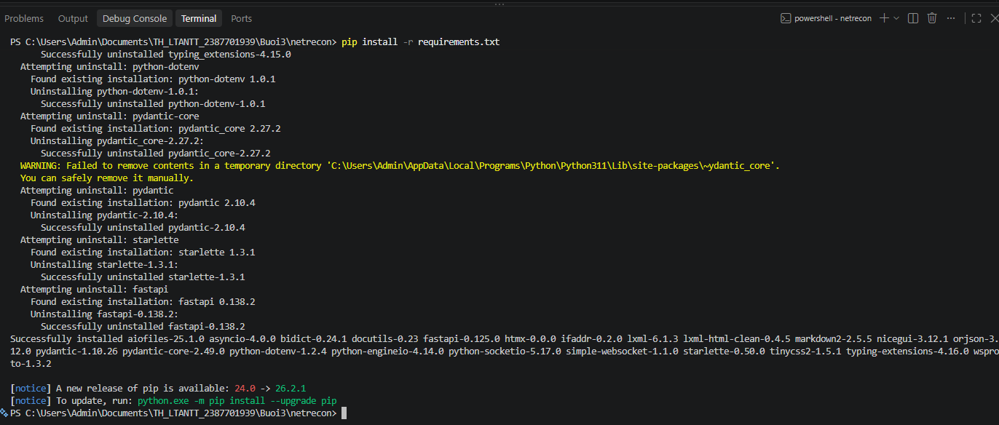 Problems Output Debug Console Terminal Ports powershell - netrecon
PS C:\Users\Admin\Documents\TH_LTANTT_2387701939\Buoi3\netrecon> pip install -r requirements.txt
Successfully uninstalled typing_extensions-4.15.0
Attempting uninstall: python-dotenv
Found existing installation: python-dotenv 1.0.1
Uninstalling python-dotenv-1.0.1:
Successfully uninstalled python-dotenv-1.0.1
Attempting uninstall: pydantic-core
Found existing installation: pydantic_core 2.27.2
Uninstalling pydantic_core-2.27.2:
Successfully uninstalled pydantic_core-2.27.2
WARNING: Failed to remove contents in a temporary directory 'C:\Users\Admin\AppData\Local\Programs\Python\Python311\Lib\site-packages\~ydantic_core'.
You can safely remove it manually.
Attempting uninstall: pydantic
Found existing installation: pydantic 2.10.4
Uninstalling pydantic-2.10.4:
Successfully uninstalled pydantic-2.10.4
Attempting uninstall: starlette
Found existing installation: starlette 1.3.1
Uninstalling starlette-1.3.1:
Successfully uninstalled starlette-1.3.1
Attempting uninstall: fastapi
Found existing installation: fastapi 0.138.2
Uninstalling fastapi-0.138.2:
Successfully uninstalled fastapi-0.138.2
Successfully installed aiofiles-25.1.0 asyncio-4.0.0 bidict-0.24.1 docutils-0.23 fastapi-0.125.0 htmx-0.0.0 ifaddr-0.2.0 lxml-6.1.3 lxml-html-clean-0.4.5 markdown2-2.5.5 nicegui-3.12.1 orjson-3.
12.0 pydantic-1.10.26 pydantic-core-2.49.0 python-dotenv-1.2.4 python-engineio-4.14.0 python-socketio-5.17.0 simple-websocket-1.1.0 starlette-0.50.0 tinycss2-1.5.1 typing-extensions-4.16.0 wspro
to-1.3.2
[notice] A new release of pip is available: 24.0 -> 26.2.1
[notice] To update, run: python.exe -m pip install --upgrade pip
PS C:\Users\Admin\Documents\TH_LTANTT_2387701939\Buoi3\netrecon>